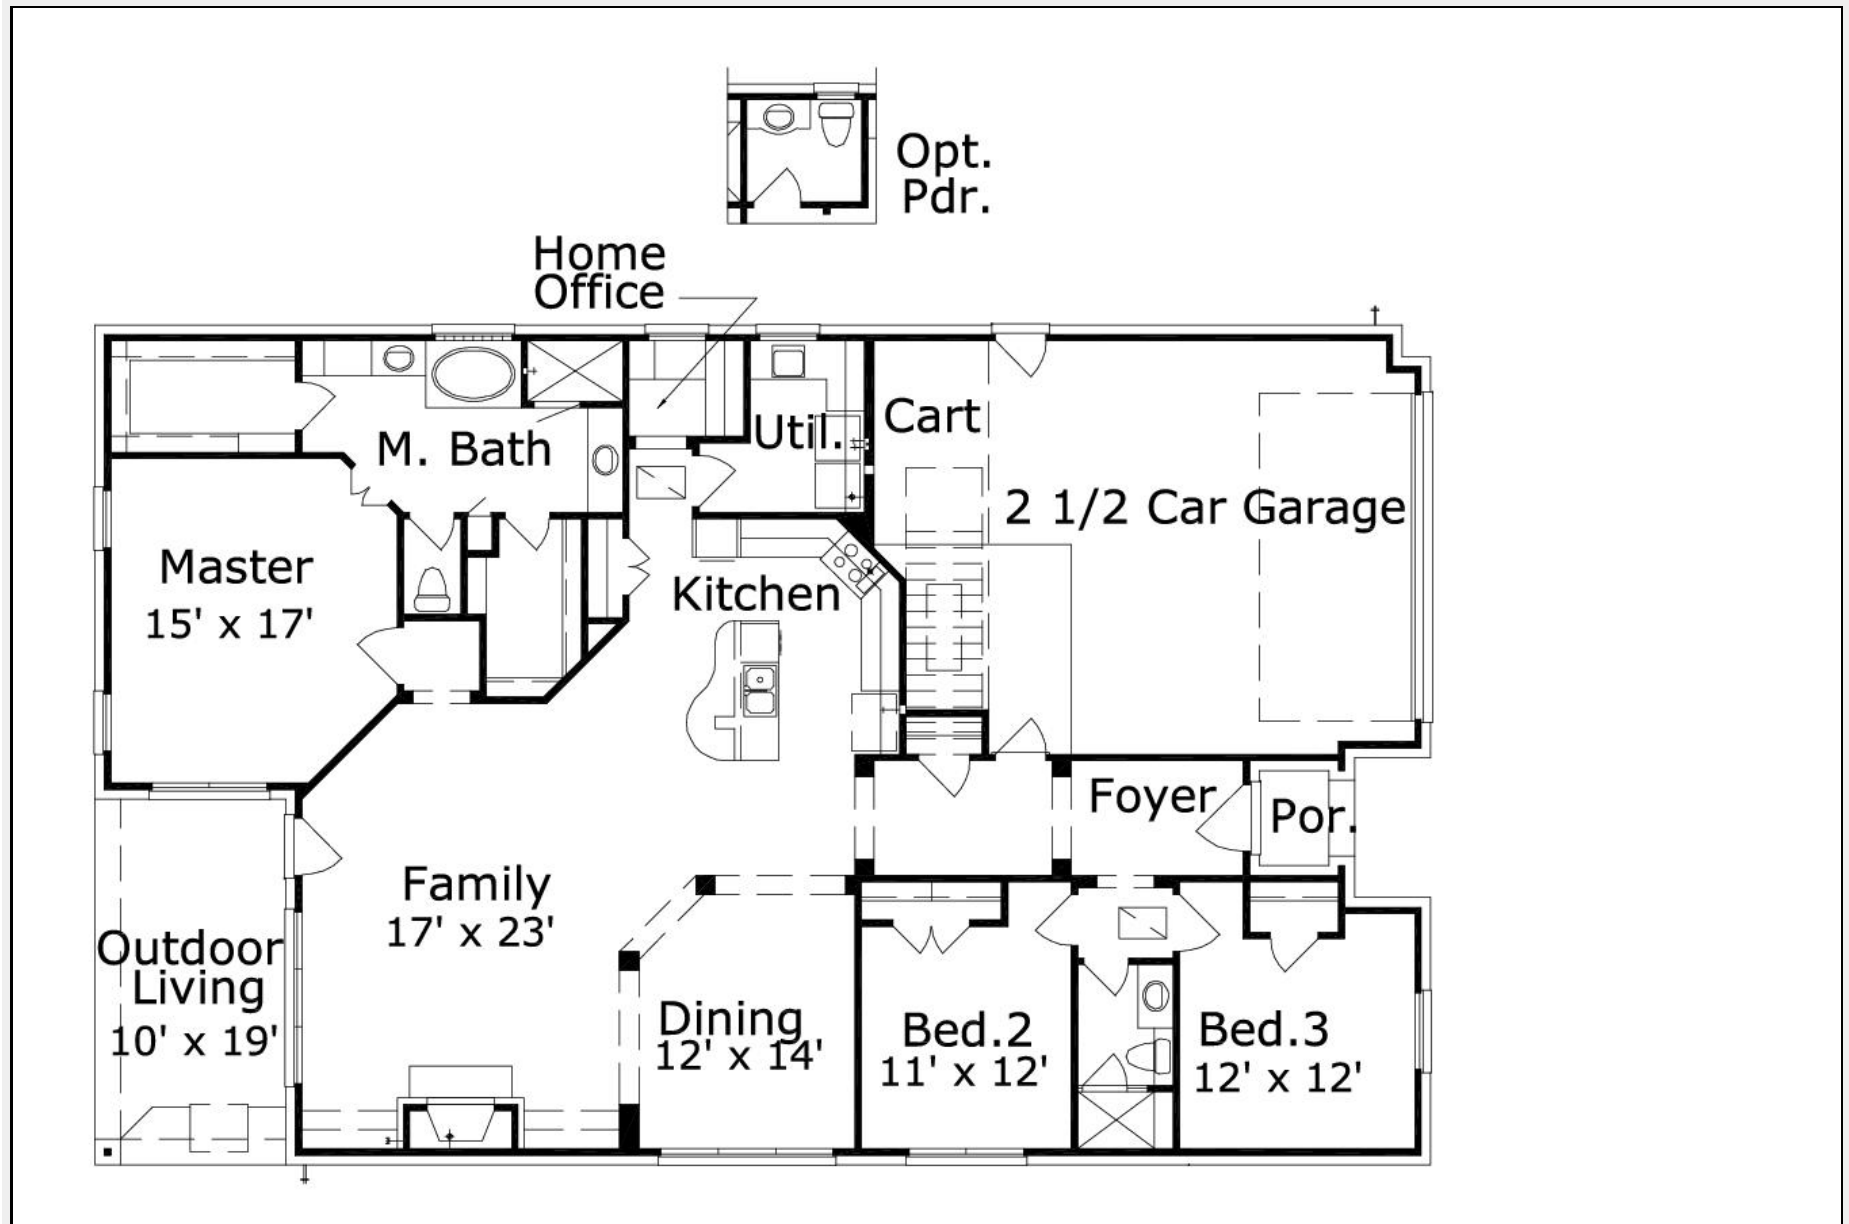 Opt.
Pdr.
Home
Office
Cart
Util.
M. Bath
2 1/2 Car Garage
Master
15' x 17'
Kitchen
Foyer
Por.
Family
17' x 23'
Outdoor
Living
10' x 19'
Dining
12' x 14'
Bed.2
11' x 12'
Bed.3
12' x 12'